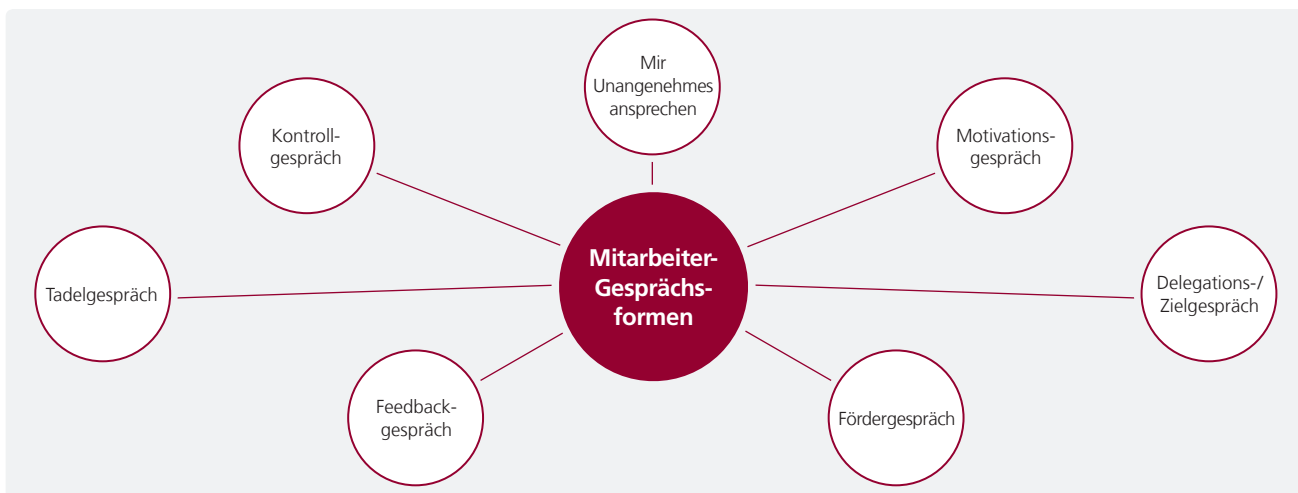 Mir
Unangenehmes
ansprechen
Kontroll-
gespräch
Motivations-
gespräch
Tadelgespräch
Mitarbeiter-
Gesprächs-
formen
Delegations-/
Zielgespräch
Feedback-
gespräch
Fördergespräch